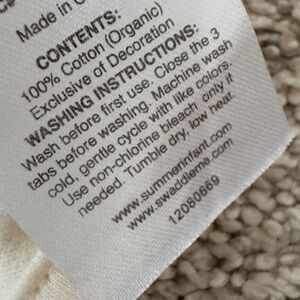 Made in C
CONTENTS:
100% Cotton (Organic)
Exclusive of Decoration
WASHING INSTRUCTIONS:
Wash before first use. Close the 3
tabs before washing. Machine wash
cold, gentle cycle with like colors.
Use non-chlorine bleach only if
needed. Tumble dry, low heat.
www.summerinfant.com
www.swaddleme.com
12080669